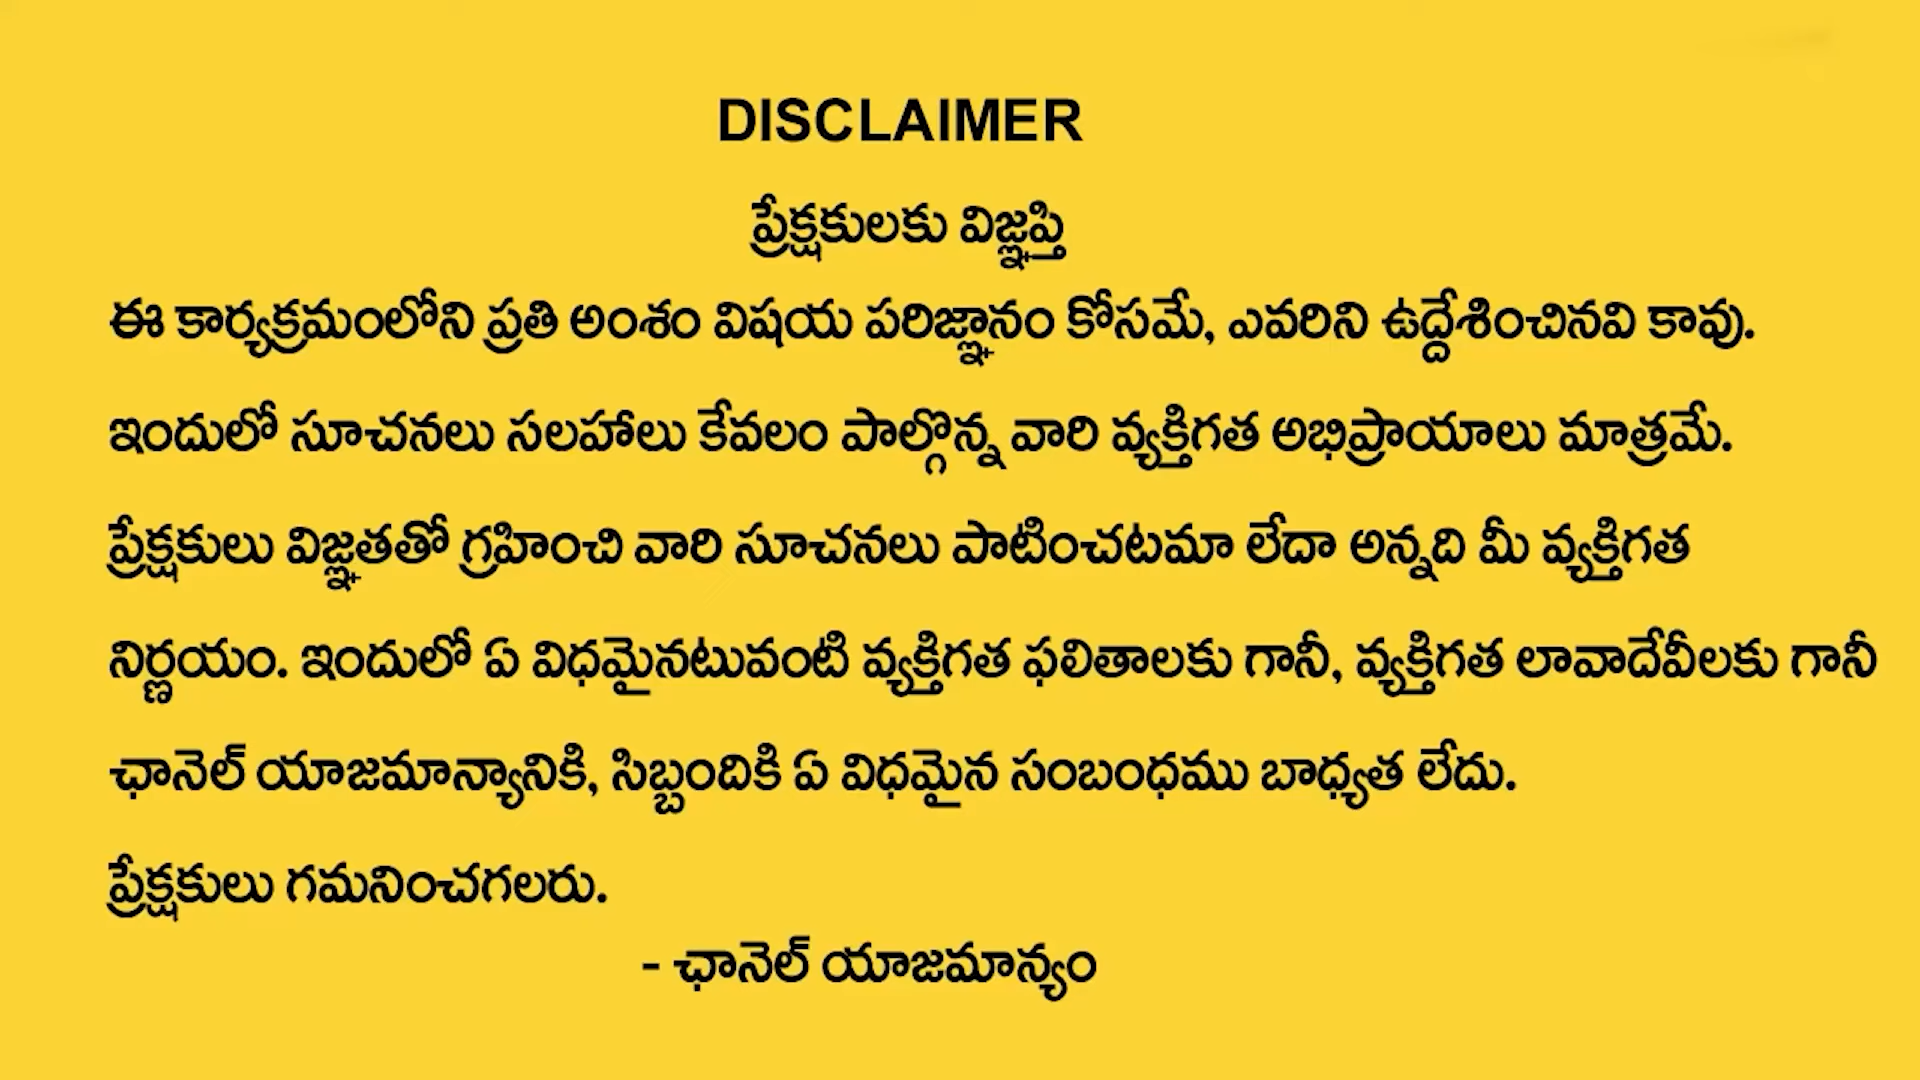 DISCLAIMER
ప్రేక్షకులకు విజ్ఞప్తి
ఈ కార్యక్రమంలోని ప్రతి అంశం విషయ పరిజ్ఞానం కోసమే, ఎవరిని ఉద్దేశించినవి కావు.
ఇందులో సూచనలు సలహాలు కేవలం పాల్గొన్న వారి వ్యక్తిగత అభిప్రాయాలు మాత్రమే.
ప్రేక్షకులు విజ్ఞతతో గ్రహించి వారి సూచనలు పాటించటమా లేదా అన్నది మీ వ్యక్తిగత
నిర్ణయం. ఇందులో ఏ విధమైనటువంటి వ్యక్తిగత ఫలితాలకు గానీ, వ్యక్తిగత లావాదేవీలకు గానీ
ఛానెల్ యాజమాన్యానికి, సిబ్బందికి ఏ విధమైన సంబంధము బాధ్యత లేదు.
ప్రేక్షకులు గమనించగలరు.
- ఛానెల్ యాజమాన్యం